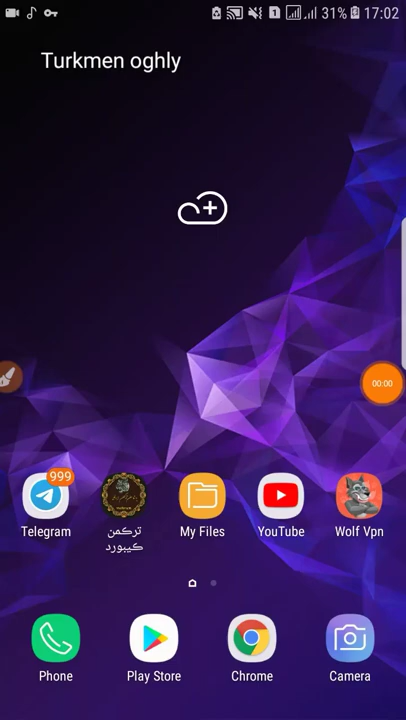 31% 17:02
Turkmen oghly
00:00
999
Telegram
ترکمن
کیبورد
My Files
YouTube
Wolf Vpn
Phone
Play Store
Chrome
Camera